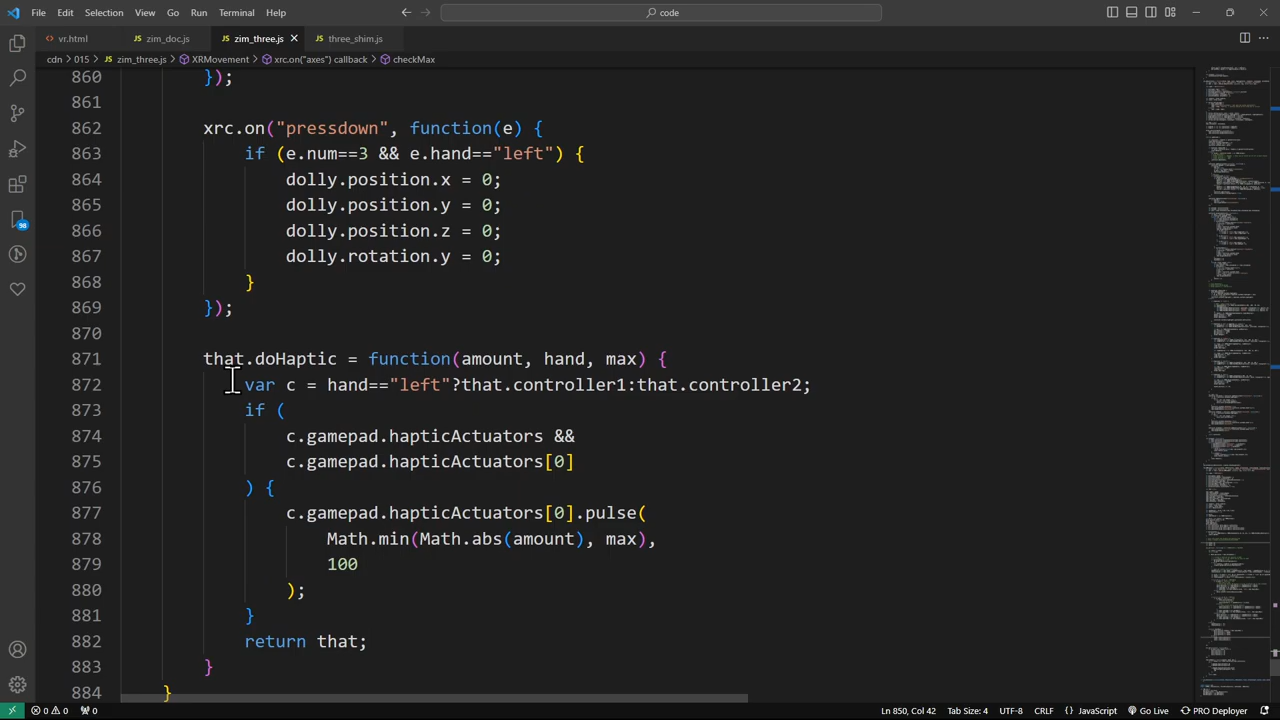 File Edit Selection View Go Run Terminal Help
code
vr.html
zim_doc.js
zim_three.js
three_shim.js
cdn > 015 > zim_three.js > XRMovement > xrc.on("axes") callback > checkMax
860 });
861
862 xrc.on("pressdown", function(e) {
863 if (e.num== && e.hand=="left") {
864 dolly.position.x = 0;
865 dolly.position.y = 0;
866 dolly.position.z = 0;
867 dolly.rotation.y = 0;
868 }
869 });
870
871 that.doHaptic = function(amount, hand, max) {
872 var c = hand=="left"?that.controller1:that.controller2;
873 if (
874 c.gamepad.hapticActuators &&
875 c.gamepad.hapticActuators[0]
876 ) {
877 c.gamepad.hapticActuators[0].pulse(
878 Math.min(Math.abs(amount), max),
879 100
880 );
881 }
882 return that;
883 }
884 }
98
0 0 0
Ln 850, Col 42 Tab Size: 4 UTF-8 CRLF {} JavaScript Go Live PRO Deployer